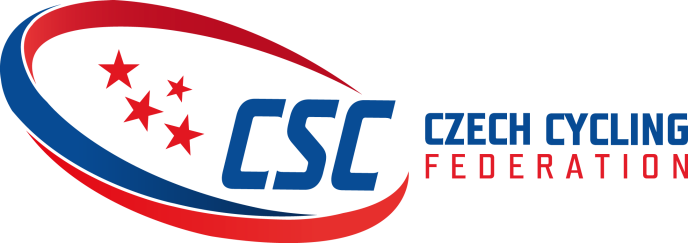 CSC
CZECH CYCLING
FEDERATION